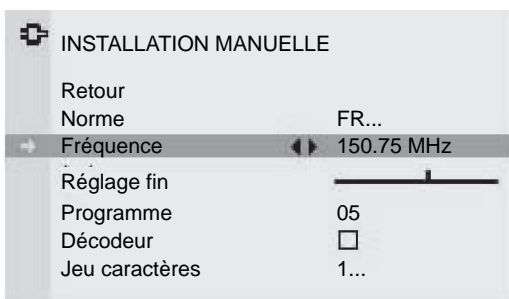 INSTALLATION MANUELLE
Retour
Norme FR...
Fréquence 150.75 MHz
Réglage fin
Programme 05
Décodeur
Jeu caractères 1...